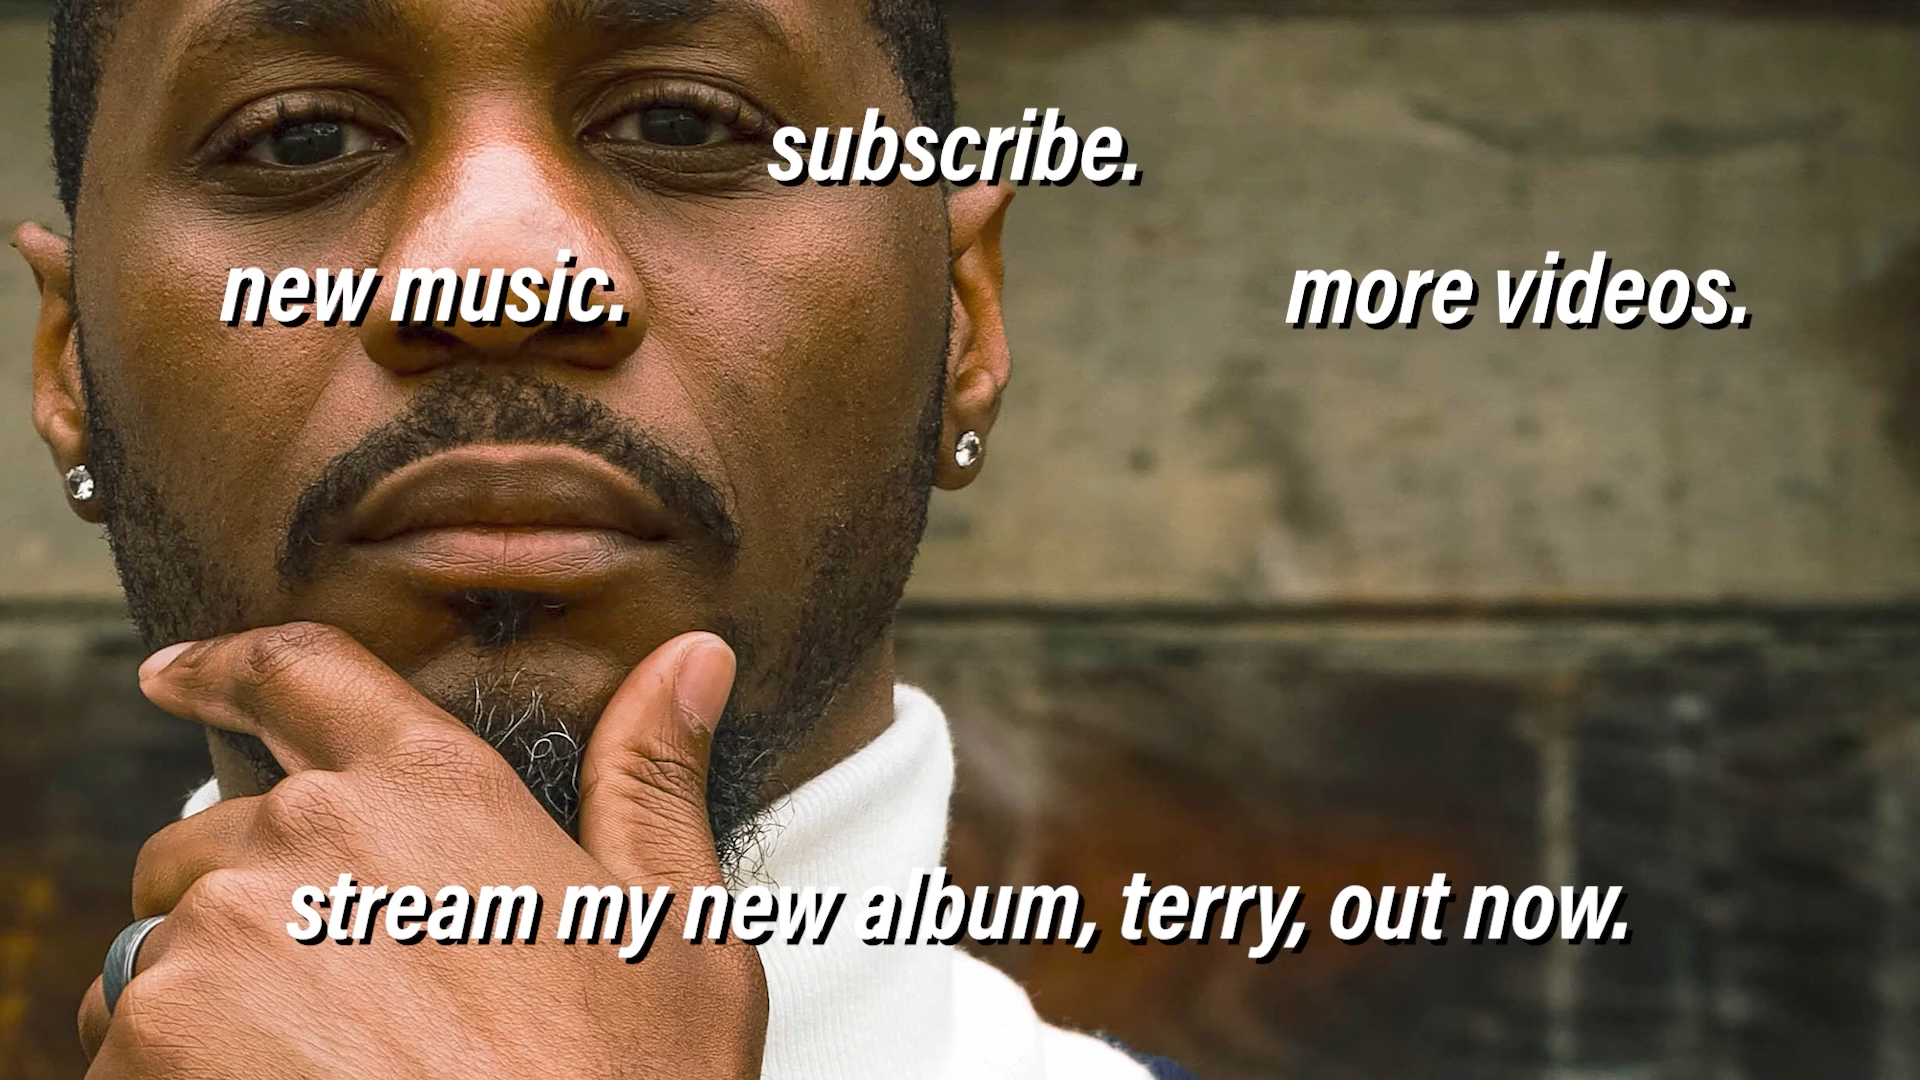 subscribe.
new music.
more videos.
stream my new album, terry, out now.